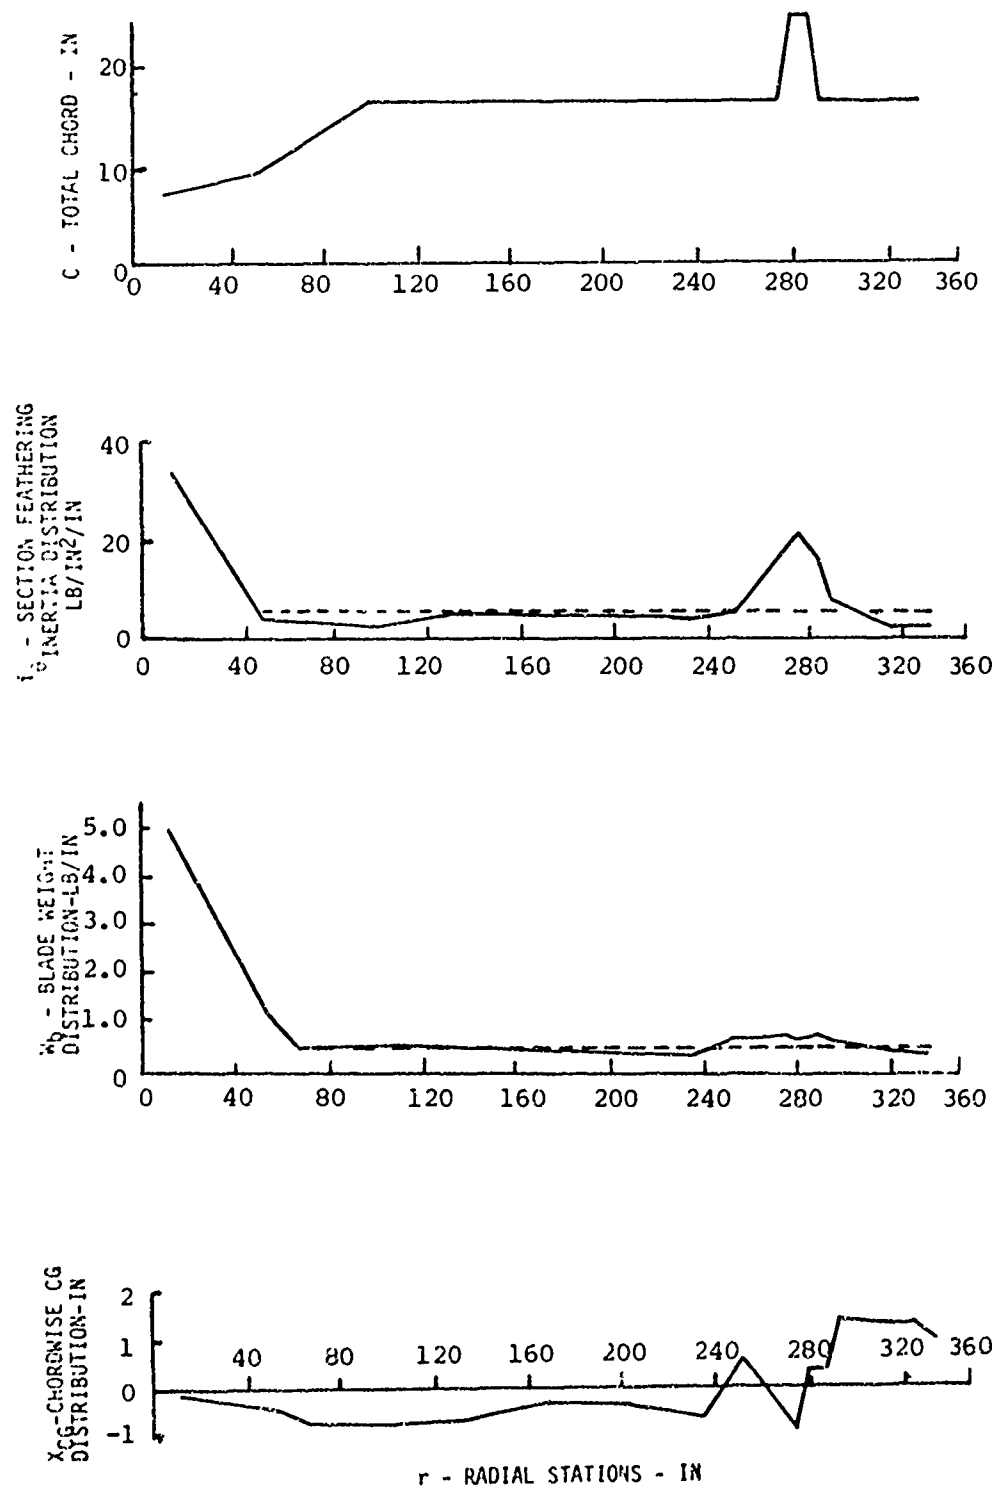 C - TOTAL CHORD - IN
20
10
0
0 40 80 120 160 200 240 280 320 360
- SECTION FEATHERING
INERTIA DISTRIBUTION
LB/IN2/IN
40
20
0
0 40 80 120 160 200 240 280 320 360
Wb - BLADE WEIGHT
DISTRIBUTION-LB/IN
5.0
4.0
3.0
2.0
1.0
0
0 40 80 120 160 200 240 280 320 360
XCG-CHORDWISE CG
DISTRIBUTION-IN
2
1
40 80 120 160 200 240 280 320 360
0
-1
r - RADIAL STATIONS - IN